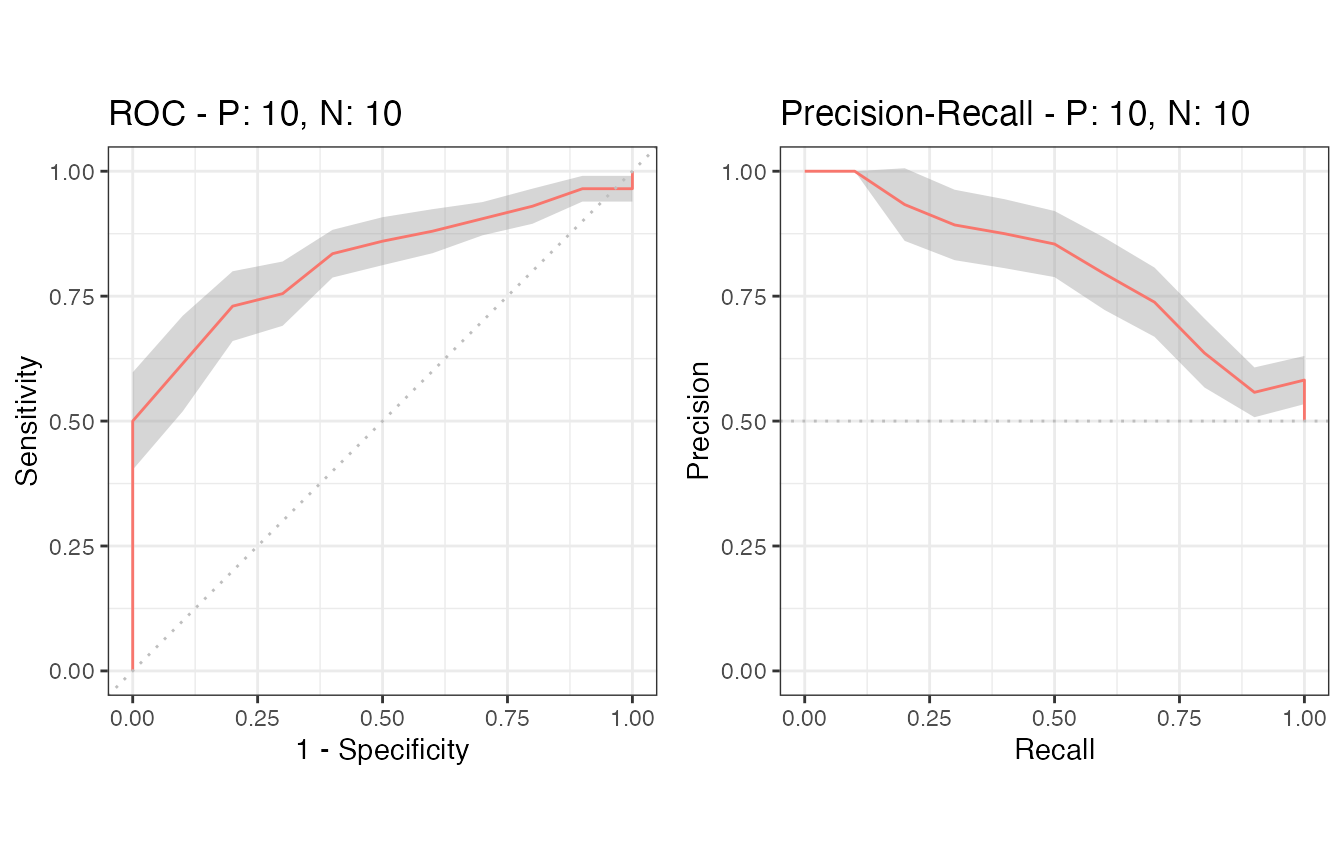 ROC - P: 10, N: 10
1.00
0.75
0.50
0.25
0.00
Sensitivity
0.00 0.25 0.50 0.75 1.00
1 - Specificity
Precision-Recall - P: 10, N: 10
1.00
0.75
0.50
0.25
0.00
Precision
0.00 0.25 0.50 0.75 1.00
Recall